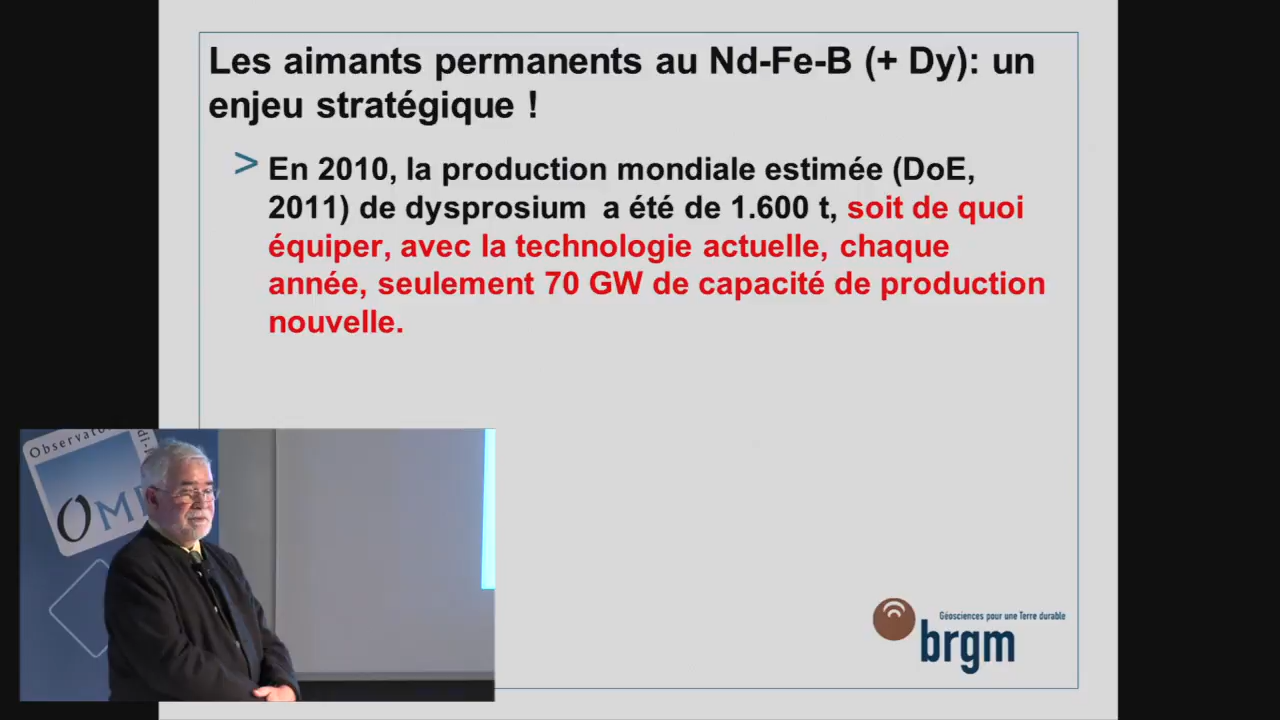 Les aimants permanents au Nd-Fe-B (+ Dy): un
enjeu stratégique !
> En 2010, la production mondiale estimée (DoE,
2011) de dysprosium a été de 1.600 t, soit de quoi
équiper, avec la technologie actuelle, chaque
année, seulement 70 GW de capacité de production
nouvelle.
Géosciences pour une Terre durable
brgm